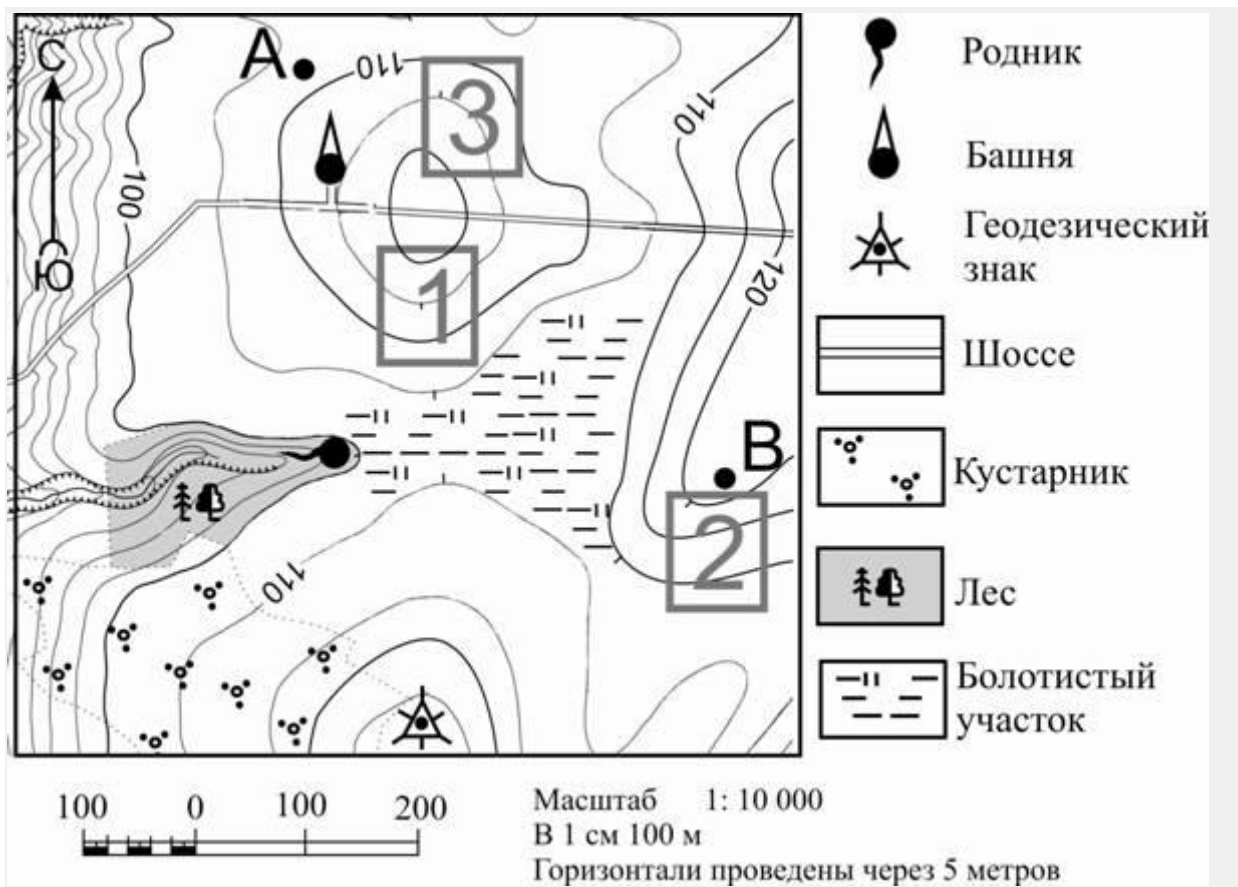 С
Ю
А
В
110
3
110
100
120
1
2
110
Родник
Башня
Геодезический
знак
Шоссе
Кустарник
Лес
Болотистый
участок
100 0 100 200
Масштаб 1: 10 000
В 1 см 100 м
Горизонтали проведены через 5 метров